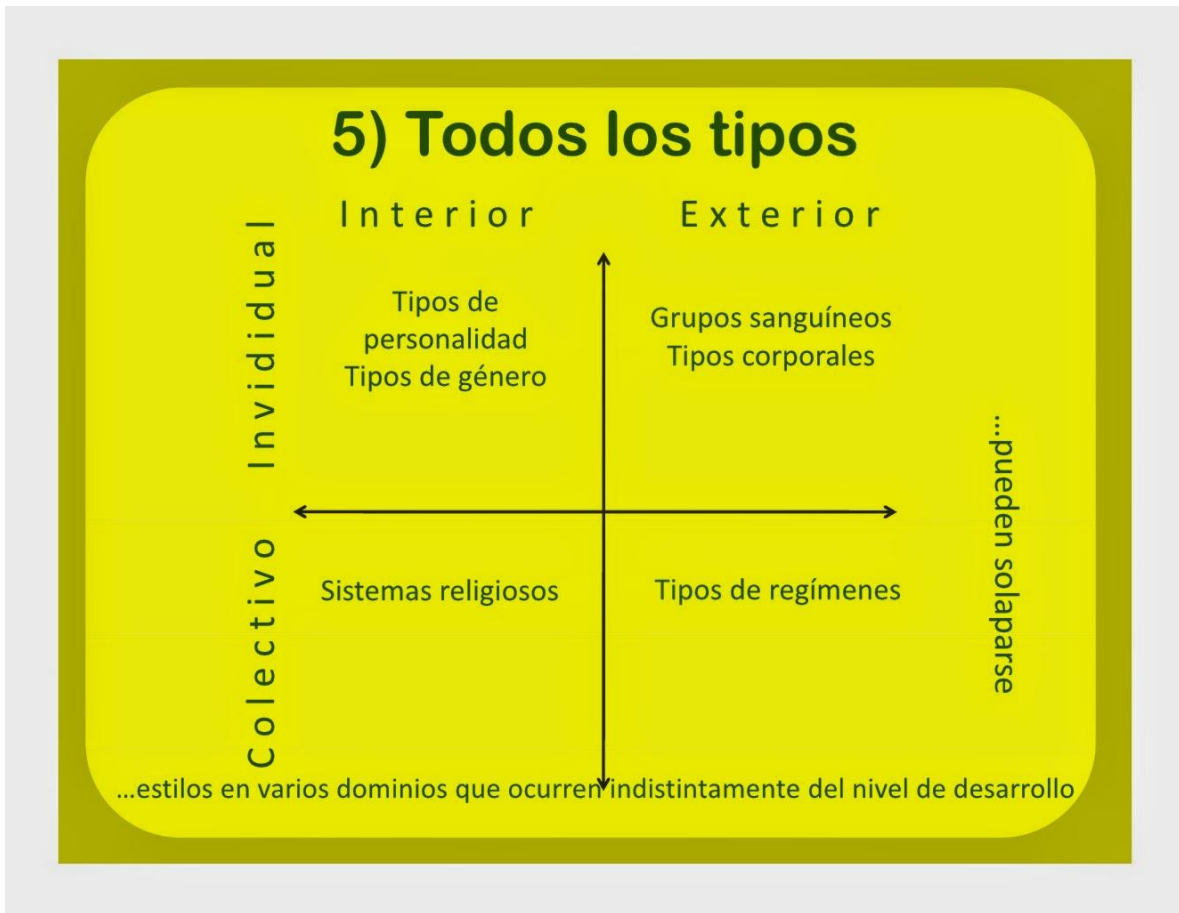 5) Todos los tipos
Interior
Exterior
Invididual
Tipos de
personalidad
Tipos de género
Grupos sanguíneos
Tipos corporales
Colectivo
Sistemas religiosos
Tipos de regímenes
...pueden solaparse
...estilos en varios dominios que ocurren indistintamente del nivel de desarrollo